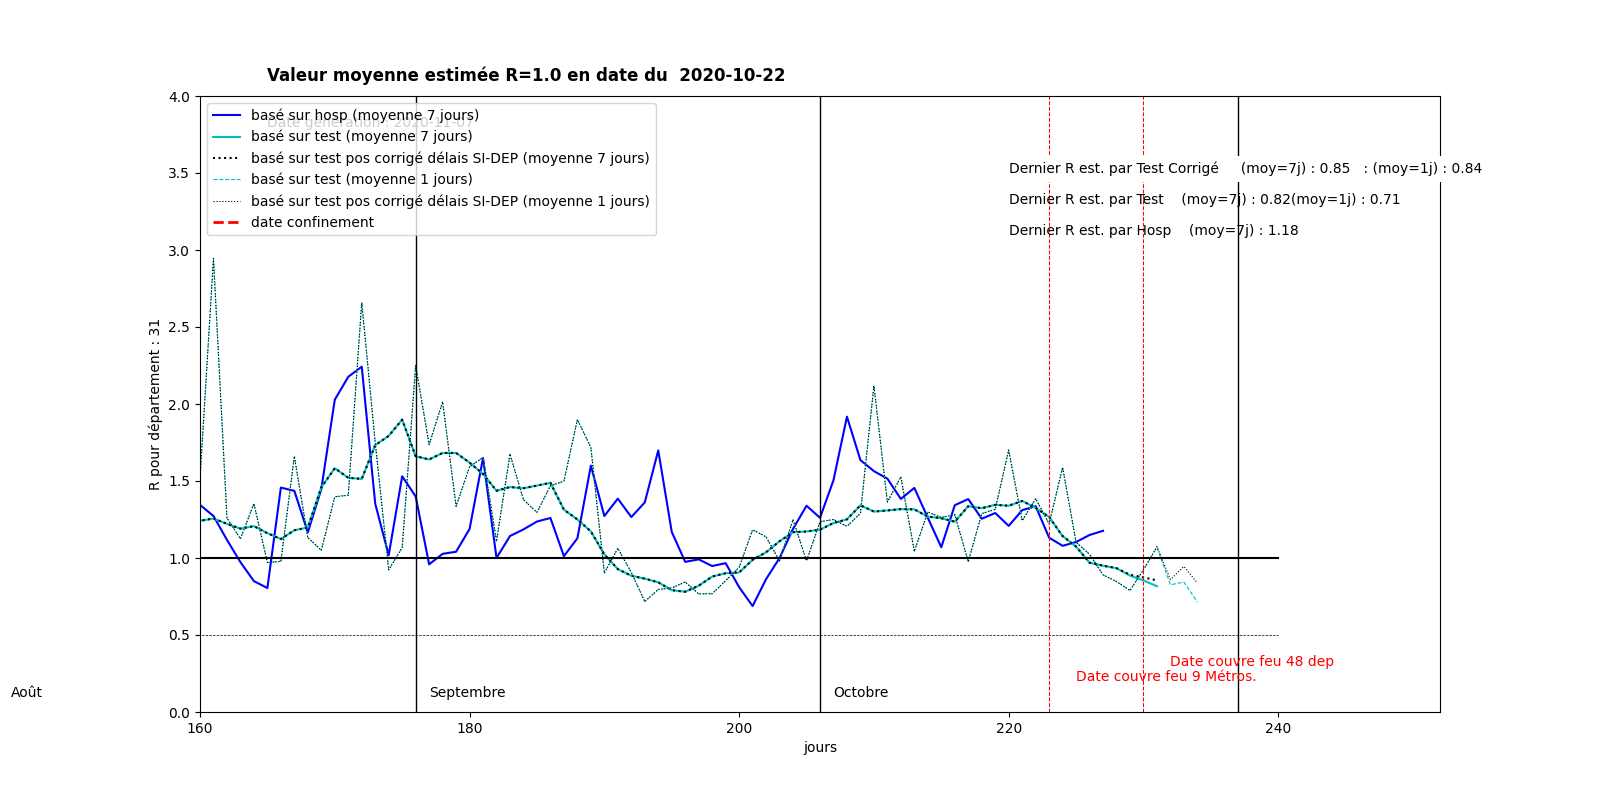 Valeur moyenne estimée R=1.0 en date du  2020-10-22
4.0
3.5
3.0
2.5
2.0
1.5
1.0
0.5
0.0
R pour département : 31
basé sur hosp (moyenne 7 jours)
Date génération : 2020-11-07
basé sur test (moyenne 7 jours)
basé sur test pos corrigé délais SI-DEP (moyenne 7 jours)
basé sur test (moyenne 1 jours)
basé sur test pos corrigé délais SI-DEP (moyenne 1 jours)
date confinement
Dernier R est. par Test Corrigé     (moy=7j) : 0.85   : (moy=1j) : 0.84
Dernier R est. par Test    (moy=7j) : 0.82(moy=1j) : 0.71
Dernier R est. par Hosp    (moy=7j) : 1.18
Date couvre feu 48 dep
Date couvre feu 9 Métros.
Août
Septembre
Octobre
160
180
200
220
240
jours